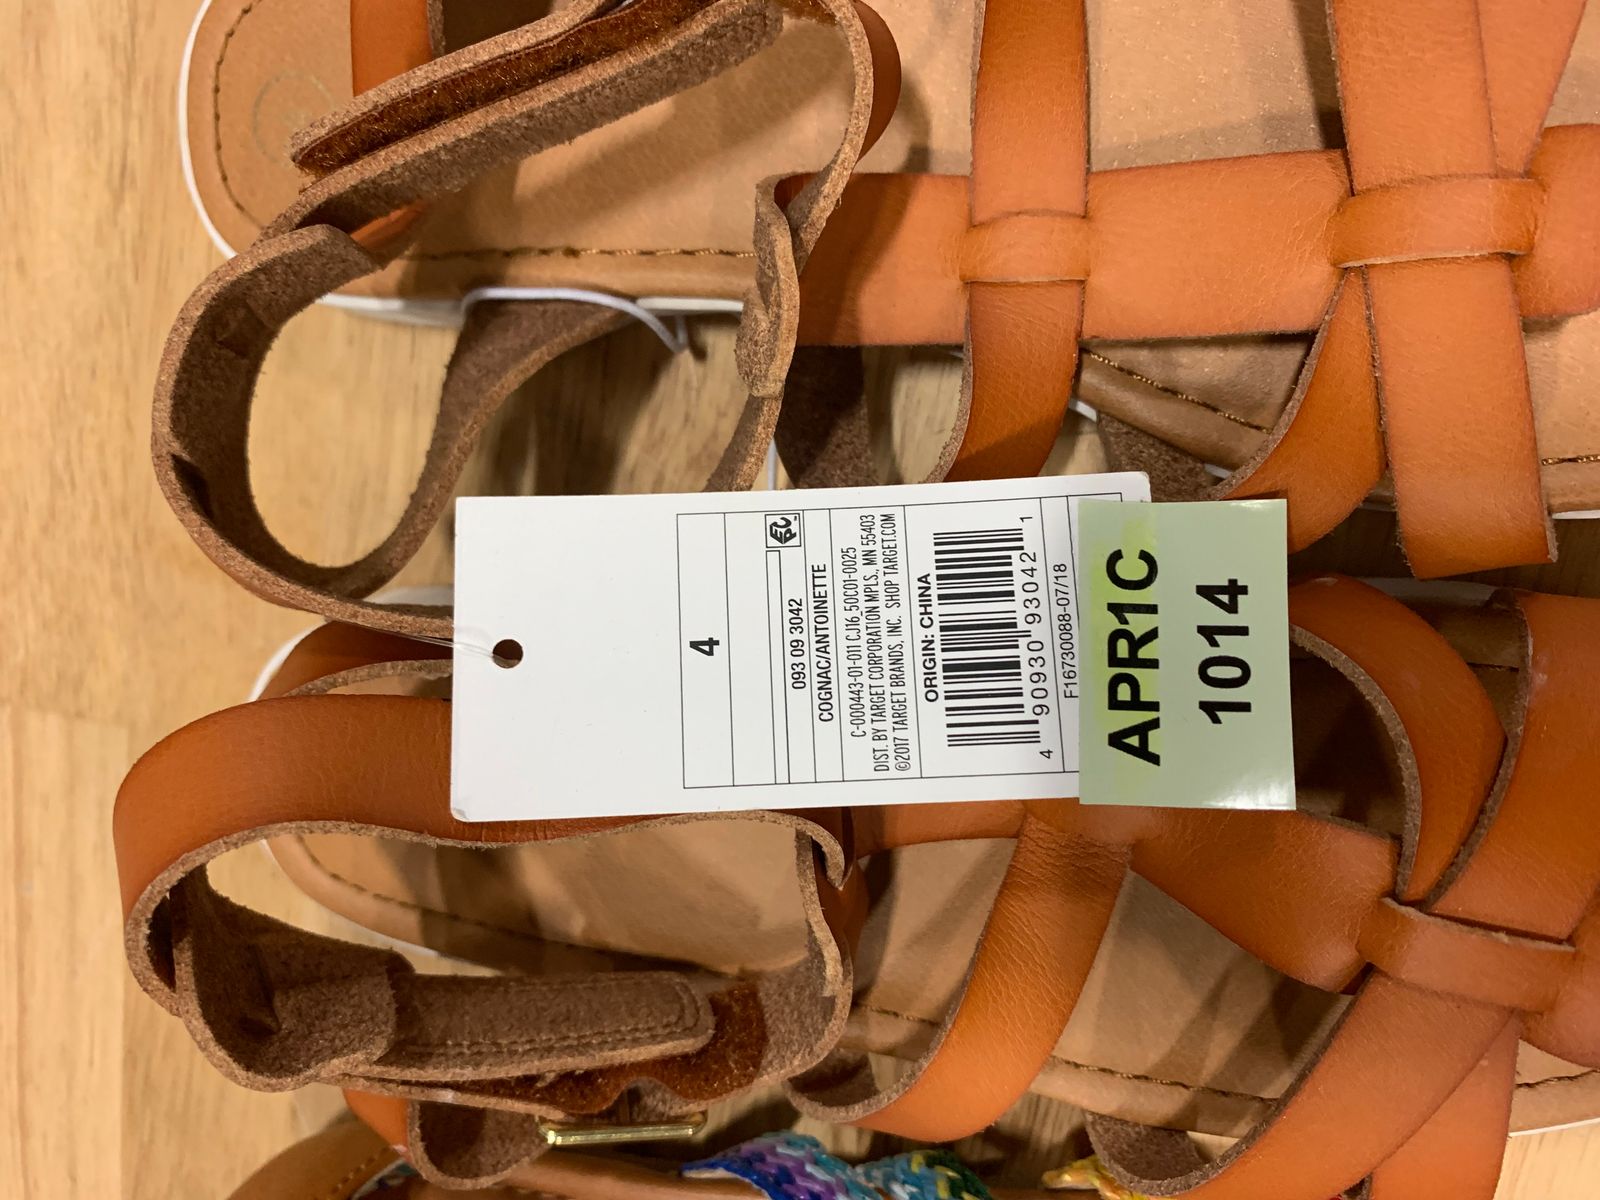 4
093 09 3042
COGNAC/ANTOINETTE
C-000443-01-011 CJ16_50C01-0025
DIST. BY TARGET CORPORATION MPLS., MN 55403
©2017 TARGET BRANDS, INC. SHOP TARGET.COM
ORIGIN: CHINA
4 90930 93042 1
F16730088-07/18
APR1C
1014